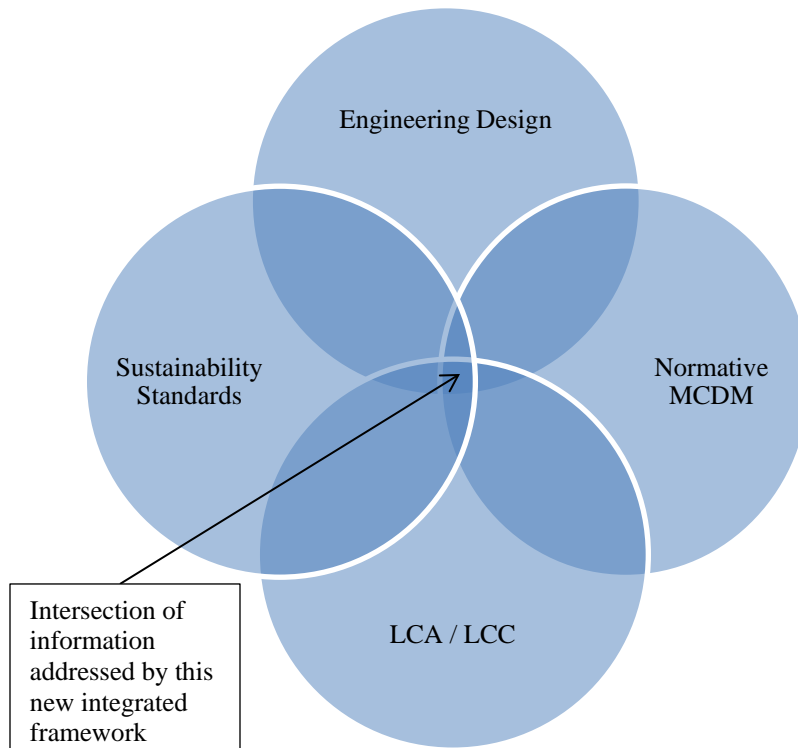 Engineering Design
Sustainability
Standards
Normative
MCDM
LCA / LCC
Intersection of
information
addressed by this
new integrated
framework